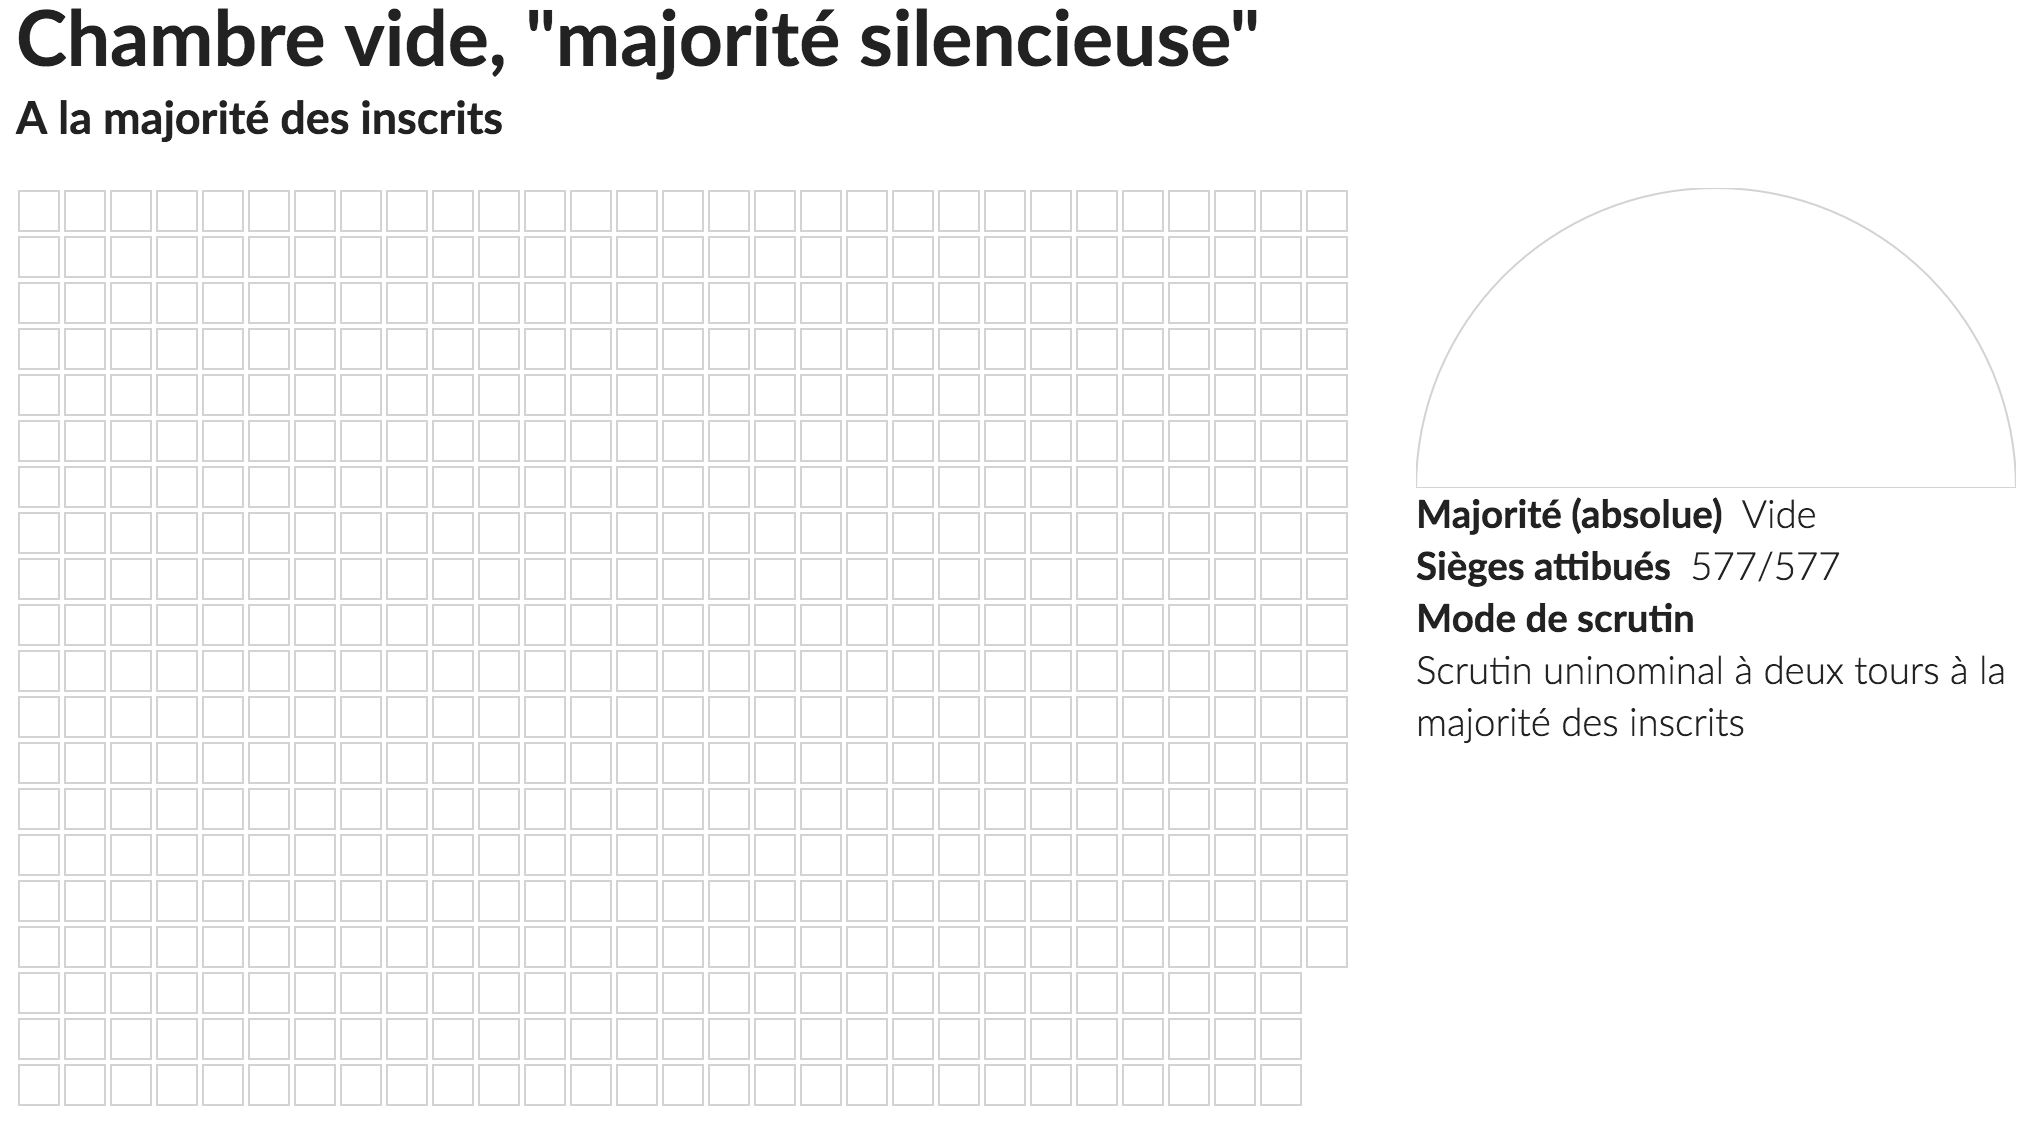 Chambre vide, "majorité silencieuse"
A la majorité des inscrits
Majorité (absolue) Vide
Sièges attibués 577/577
Mode de scrutin
Scrutin uninominal à deux tours à la
majorité des inscrits